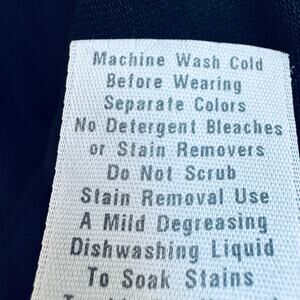 Machine Wash Cold
Before Wearing
Separate Colors
No Detergent Bleaches
or Stain Removers
Do Not Scrub
Stain Removal Use
A Mild Degreasing
Dishwashing Liquid
To Soak Stains